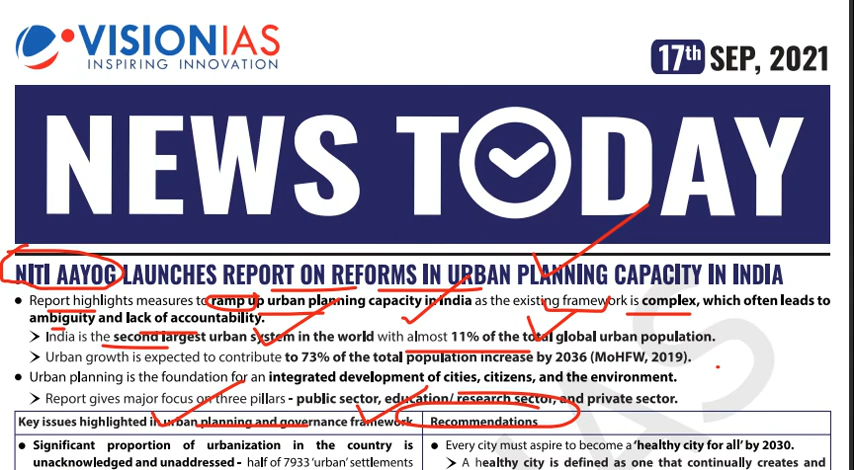 VISIONIAS
INSPIRING INNOVATION
17th SEP, 2021
NEWS TODAY
NITI AAYOG LAUNCHES REPORT ON REFORMS IN URBAN PLANNING CAPACITY IN INDIA
• Report highlights measures to ramp up urban planning capacity in India as the existing framework is complex, which often leads to
ambiguity and lack of accountability.
➤ India is the second largest urban system in the world with almost 11% of the total global urban population.
➤ Urban growth is expected to contribute to 73% of the total population increase by 2036 (MoHFW, 2019).
• Urban planning is the foundation for an integrated development of cities, citizens, and the environment.
➤ Report gives major focus on three pillars - public sector, education/ research sector, and private sector.
Key issues highlighted in urban planning and governance framework
• Significant proportion of urbanization in the country is
unacknowledged and unaddressed - half of 7933 'urban' settlements
Recommendations
• Every city must aspire to become a 'healthy city for all' by 2030.
➤ A healthy city is defined as one that continually creates and
IAS